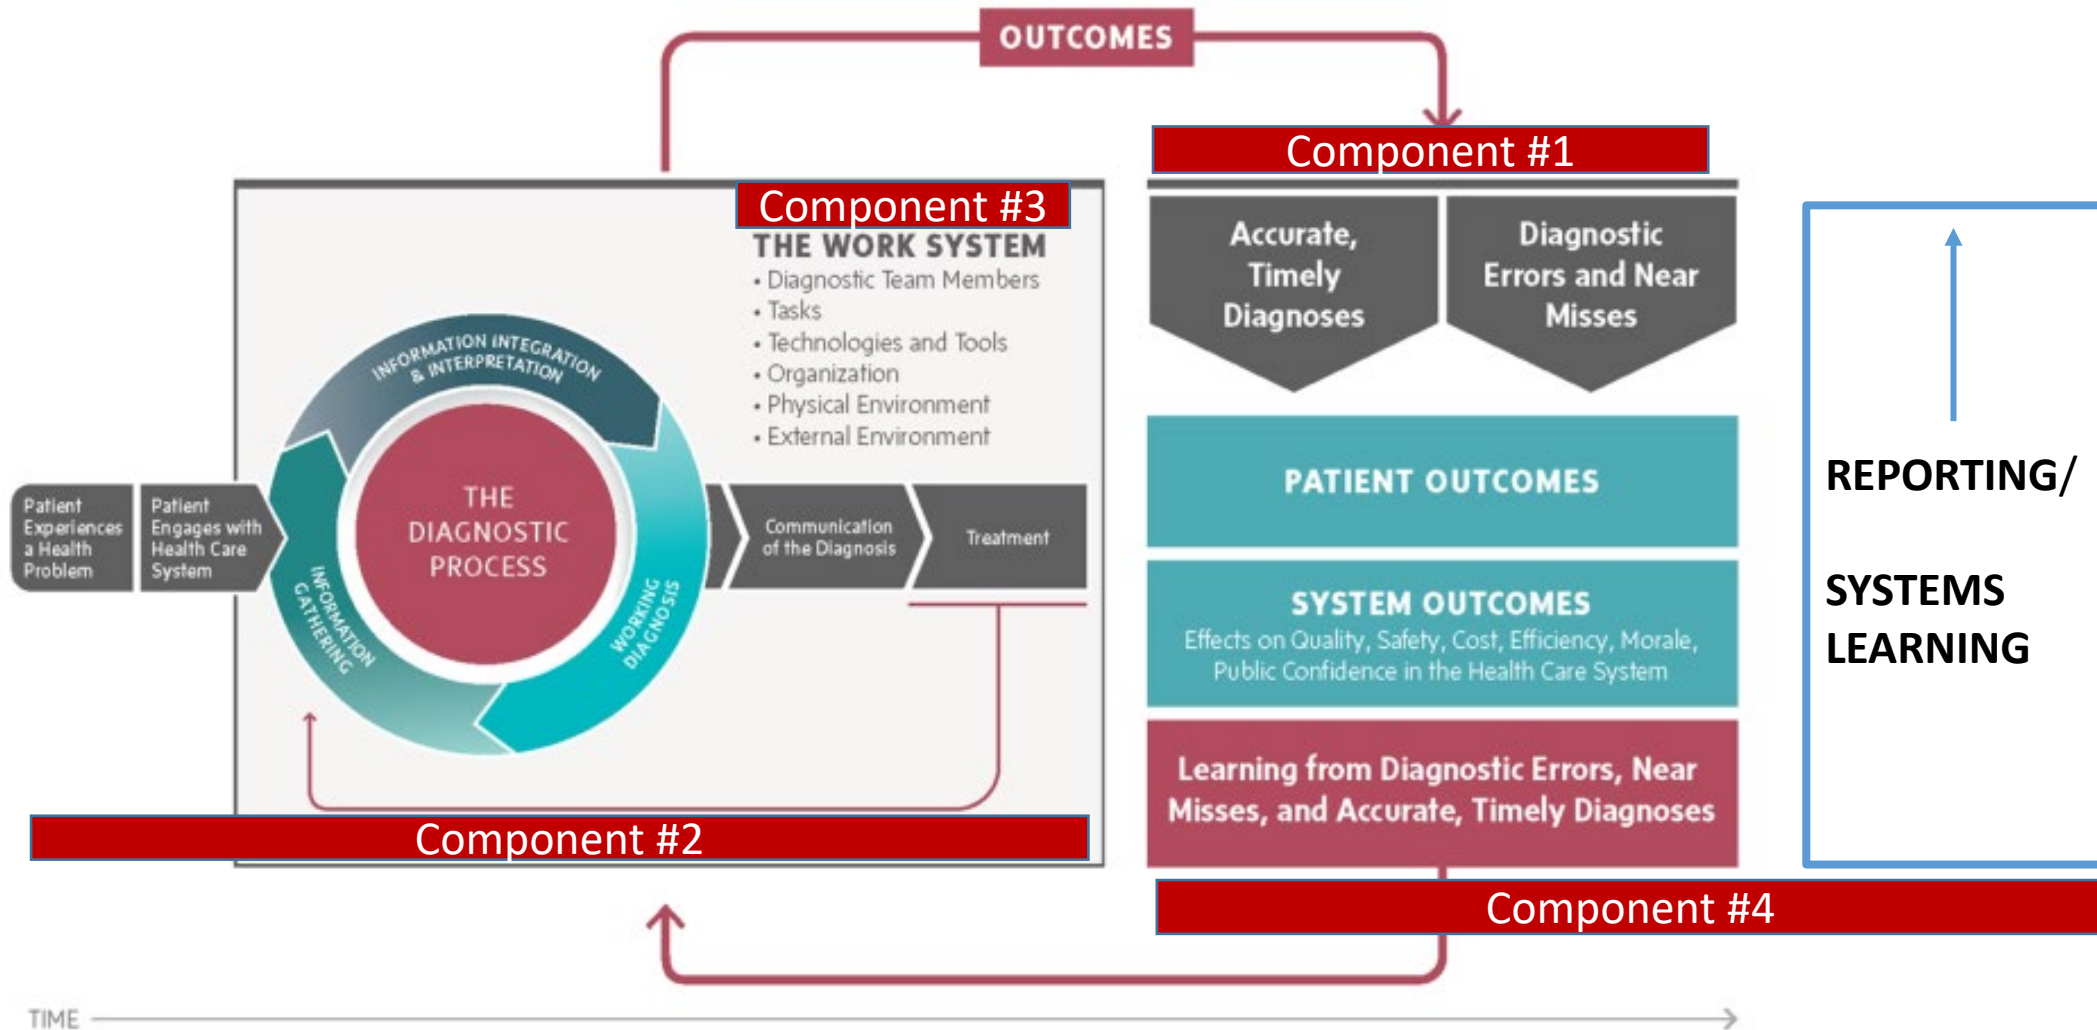 OUTCOMES
Component #1
Component #3
THE WORK SYSTEM
• Diagnostic Team Members
• Tasks
• Technologies and Tools
• Organization
• Physical Environment
• External Environment
Accurate,
Timely
Diagnoses
Diagnostic
Errors and Near
Misses
INFORMATION INTEGRATION
& INTERPRETATION
THE
DIAGNOSTIC
PROCESS
INFORMATION
GATHERING
WORKING
DIAGNOSIS
Patient
Experiences
a Health
Problem
Patient
Engages with
Health Care
System
Communication
of the Diagnosis
Treatment
PATIENT OUTCOMES
SYSTEM OUTCOMES
Effects on Quality, Safety, Cost, Efficiency, Morale,
Public Confidence in the Health Care System
Learning from Diagnostic Errors, Near
Misses, and Accurate, Timely Diagnoses
REPORTING/
SYSTEMS
LEARNING
Component #2
Component #4
TIME